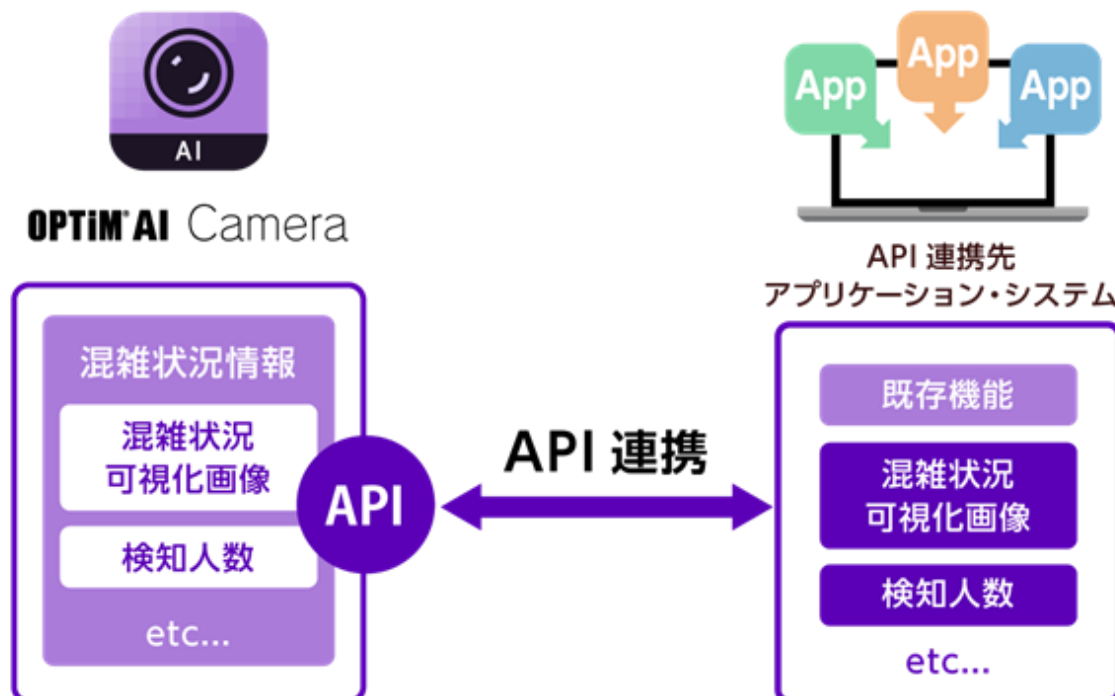 AI
OPTiM® AI Camera
混雑状況情報
混雑状況
可視化画像
検知人数
etc...
API
API 連携
App
App
App
API 連携先
アプリケーション・システム
既存機能
混雑状況
可視化画像
検知人数
etc...